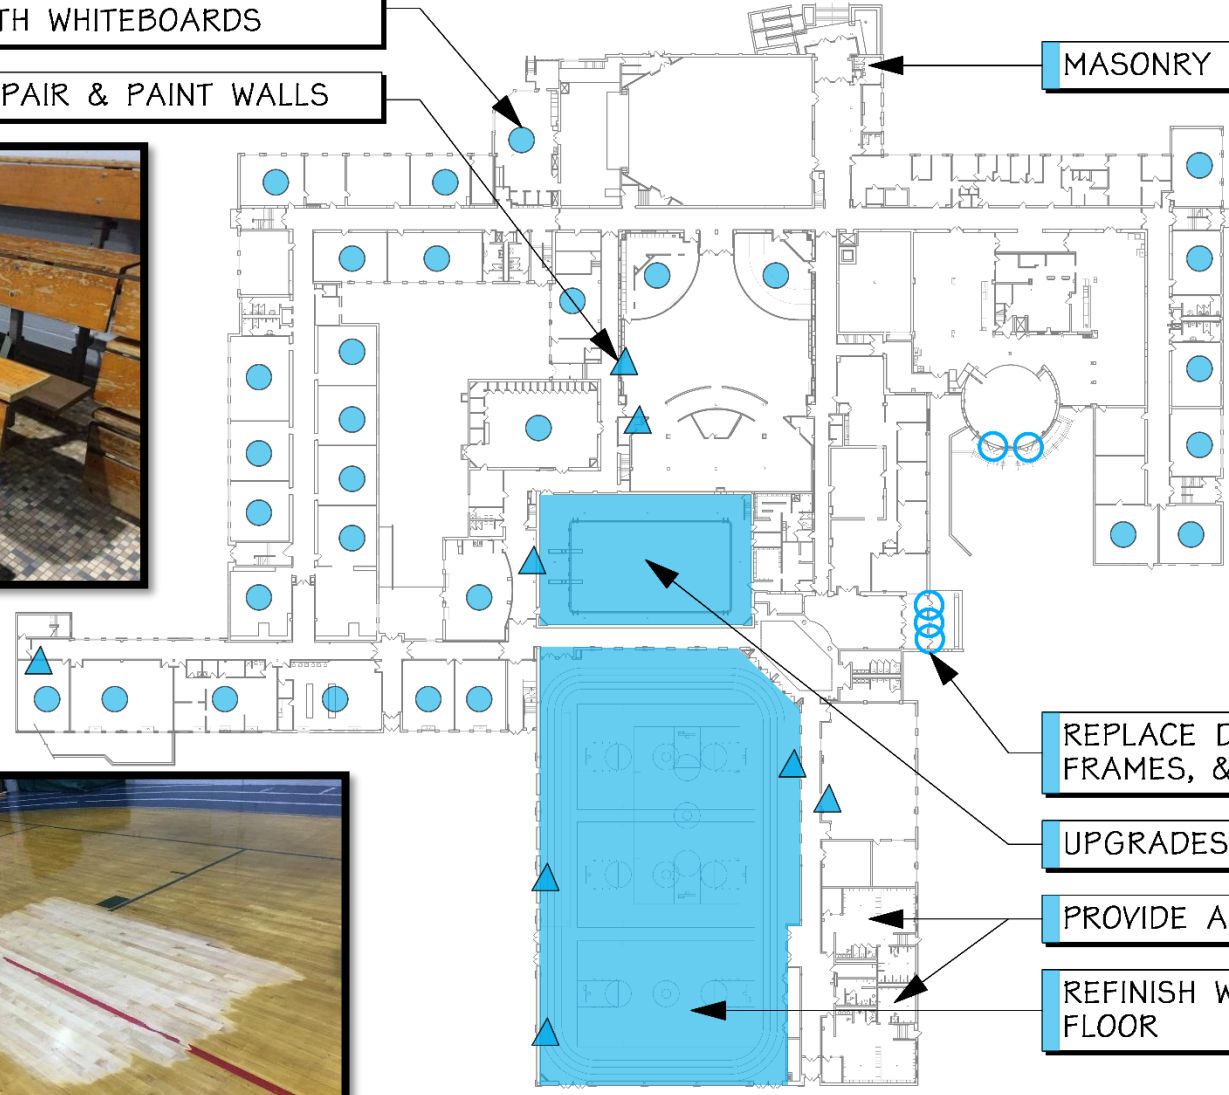 TH WHITEBOARDS
PAIR & PAINT WALLS
MASONRY
REPLACE D
FRAMES, &
UPGRADES
PROVIDE A
REFINISH W
FLOOR